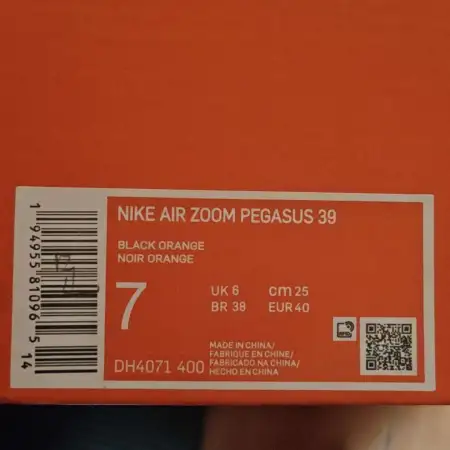 NIKE AIR ZOOM PEGASUS 39
BLACK ORANGE
NOIR ORANGE
7
UK 6 cm 25
BR 38 EUR 40
DH4071 400
MADE IN CHINA/
FABRIQUE EN CHINE/
FABRICADO NA CHINA/
HECHO EN CHINA
1 94955 81096 5 14